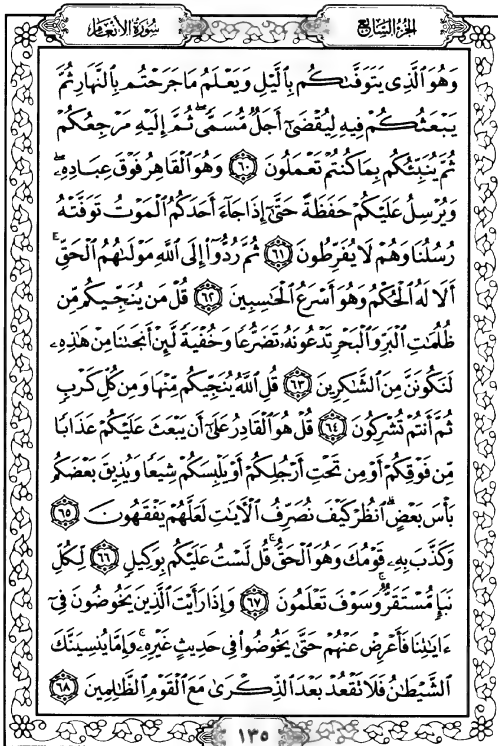 الجزء السابع
سورة الأنعام
وَهُوَ ٱلَّذِى يَتَوَفَّىٰكُم بِٱلَّيْلِ وَيَعْلَمُ مَا جَرَحْتُم بِٱلنَّهَارِ ثُمَّ
يَبْعَثُكُمْ فِيهِ لِيُقْضَىٰٓ أَجَلٌ مُّسَمًّى ۖ ثُمَّ إِلَيْهِ مَرْجِعُكُمْ
ثُمَّ يُنَبِّئُكُم بِمَا كُنتُمْ تَعْمَلُونَ ٦٠ وَهُوَ ٱلْقَاهِرُ فَوْقَ عِبَادِهِۦ ۖ
وَيُرْسِلُ عَلَيْكُمْ حَفَظَةً حَتَّىٰٓ إِذَا جَآءَ أَحَدَكُمُ ٱلْمَوْتُ تَوَفَّتْهُ
رُسُلُنَا وَهُمْ لَا يُفَرِّطُونَ ٦١ ثُمَّ رُدُّوٓا۟ إِلَى ٱللَّهِ مَوْلَىٰهُمُ ٱلْحَقِّ ۚ
أَلَا لَهُ ٱلْحُكْمُ وَهُوَ أَسْرَعُ ٱلْحَٰسِبِينَ ٦٢ قُلْ مَن يُنَجِّيكُم مِّن
ظُلُمَٰتِ ٱلْبَرِّ وَٱلْبَحْرِ تَدْعُونَهُۥ تَضَرُّعًا وَخُفْيَةً لَّئِنْ أَنجَىٰنَا مِنْ هَٰذِهِۦ
لَنَكُونَنَّ مِنَ ٱلشَّٰكِرِينَ ٦٣ قُلِ ٱللَّهُ يُنَجِّيكُم مِّنْهَا وَمِن كُلِّ كَرْبٍ
ثُمَّ أَنتُمْ تُشْرِكُونَ ٦٤ قُلْ هُوَ ٱلْقَادِرُ عَلَىٰٓ أَن يَبْعَثَ عَلَيْكُمْ عَذَابًا
مِّن فَوْقِكُمْ أَوْ مِن تَحْتِ أَرْجُلِكُمْ أَوْ يَلْبِسَكُمْ شِيَعًا وَيُذِيقَ بَعْضَكُم
بَأْسَ بَعْضٍ ۗ ٱنظُرْ كَيْفَ نُصَرِّفُ ٱلْءَايَٰتِ لَعَلَّهُمْ يَفْقَهُونَ ٦٥
وَكَذَّبَ بِهِۦ قَوْمُكَ وَهُوَ ٱلْحَقُّ ۚ قُل لَّسْتُ عَلَيْكُم بِوَكِيلٍ ٦٦ لِّكُلِّ
نَبَإٍ مُّسْتَقَرٌّ ۚ وَسَوْفَ تَعْلَمُونَ ٦٧ وَإِذَا رَأَيْتَ ٱلَّذِينَ يَخُوضُونَ فِىٓ
ءَايَٰتِنَا فَأَعْرِضْ عَنْهُمْ حَتَّىٰ يَخُوضُوا۟ فِى حَدِيثٍ غَيْرِهِۦ ۚ وَإِمَّا يُنسِيَنَّكَ
ٱلشَّيْطَٰنُ فَلَا تَقْعُدْ بَعْدَ ٱلذِّكْرَىٰ مَعَ ٱلْقَوْمِ ٱلظَّٰلِمِينَ ٦٨
١٣٥